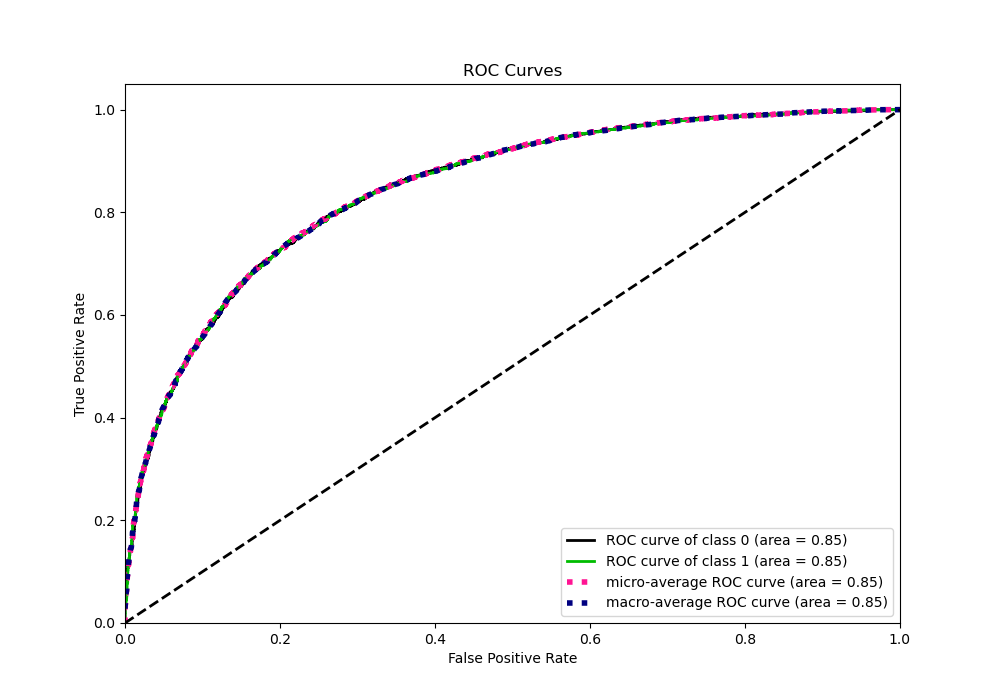 ROC Curves
True Positive Rate
1.0
0.8
0.6
0.4
0.2
0.0
0.0 0.2 0.4 0.6 0.8 1.0
False Positive Rate
ROC curve of class 0 (area = 0.85)
ROC curve of class 1 (area = 0.85)
micro-average ROC curve (area = 0.85)
macro-average ROC curve (area = 0.85)